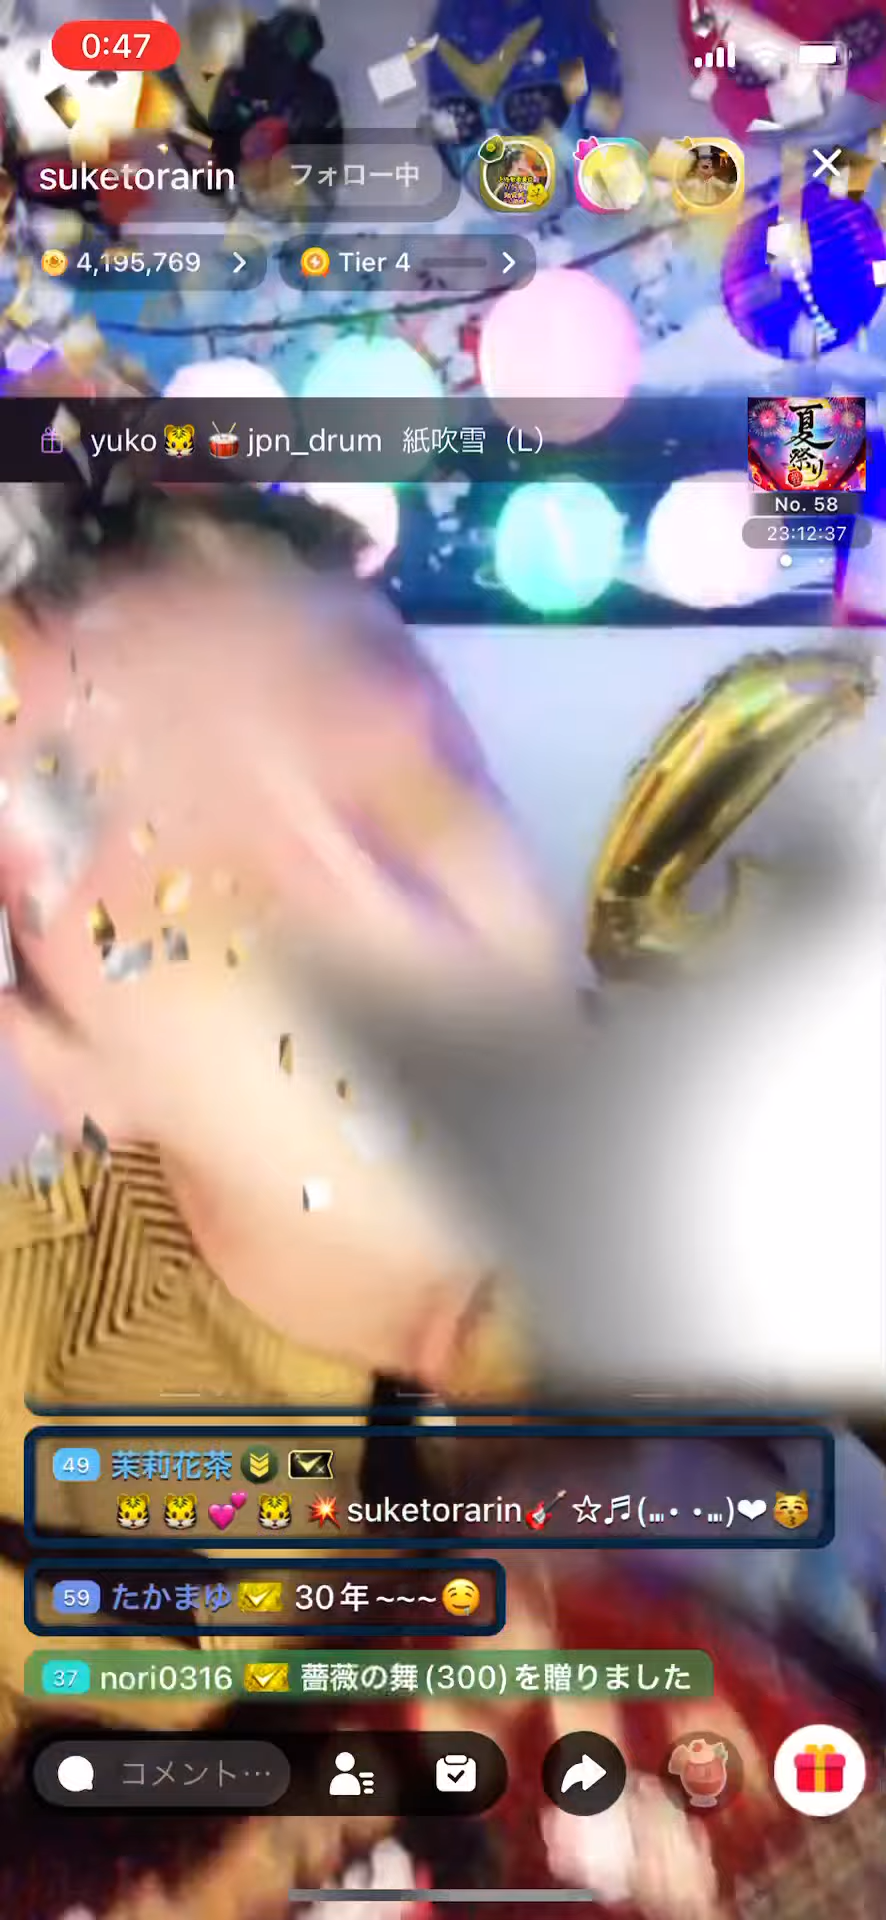 0:47
suketorarin フォロー中
4,195,769
Tier 4
yuko🐯🥁jpn_drum 紙吹雪（L）
夏祭り
No. 58
23:12:37
49 茉莉花茶
🐯🐯💕🐯💥suketorarin🎸☆♬(⑉• •⑉)❤😽
59 たかまゆ 30年~~~🤤
37 nori0316 薔薇の舞(300)を贈りました
コメント…